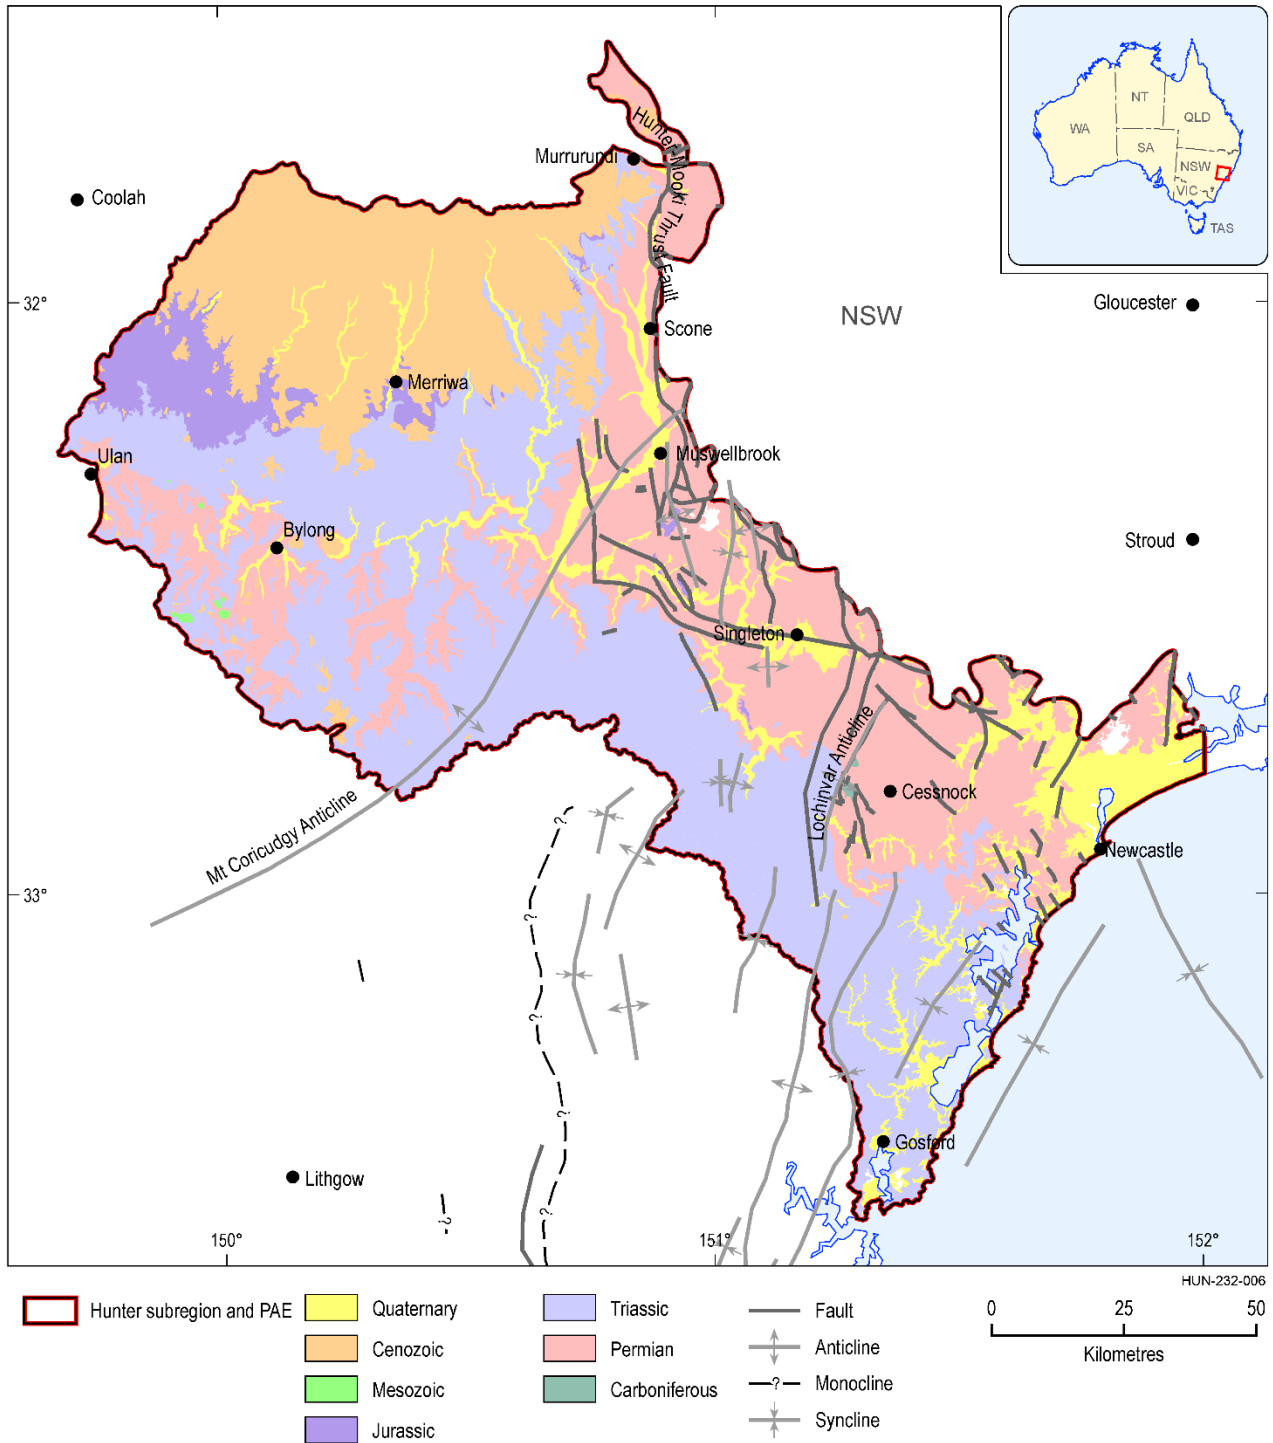 WA
NT
QLD
SA
NSW
VIC
?
TAS
Murrurundi
Hunter-Mooki Thrust Fault
Coolah
32°
NSW
Gloucester
Scone
Merriwa
Ulan
Muswellbrook
Bylong
Stroud
Singleton
Lochinvar Anticline
Cessnock
Mt Coricudgy Anticline
?
Newcastle
33°
?
?
?
?
Gosford
Lithgow
?
?
150°
151°
152°
HUN-232-006
Hunter subregion and PAE
Quaternary
Cenozoic
Mesozoic
Jurassic
Triassic
Permian
Carboniferous
Fault
Anticline
?
Monocline
Syncline
0 25 50
Kilometres